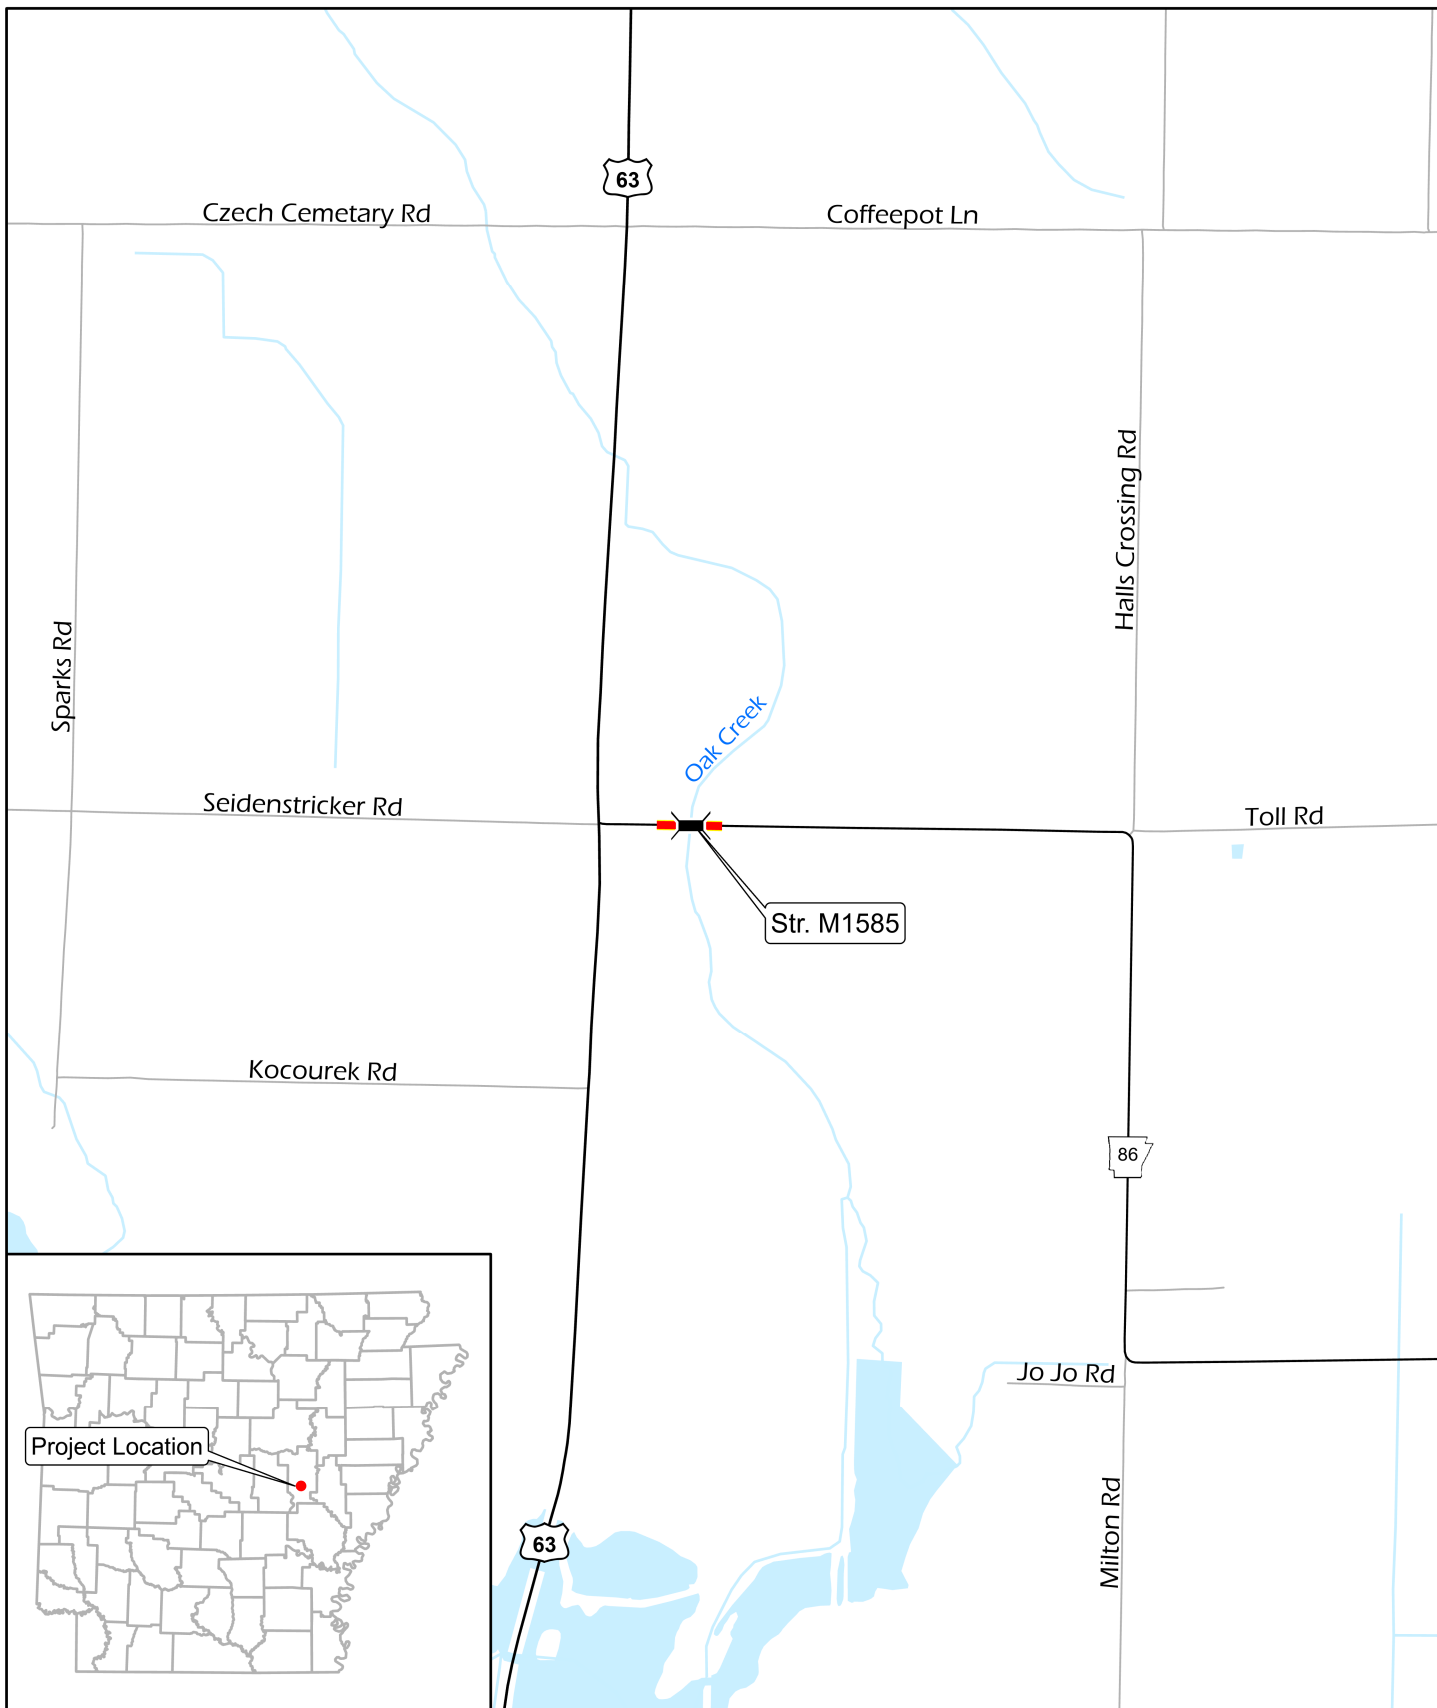 63
Czech Cemetary Rd
Coffeepot Ln
Halls Crossing Rd
Sparks Rd
Oak Creek
Seidenstricker Rd
Toll Rd
Str. M1585
Kocourek Rd
86
Jo Jo Rd
Project Location
Milton Rd
63